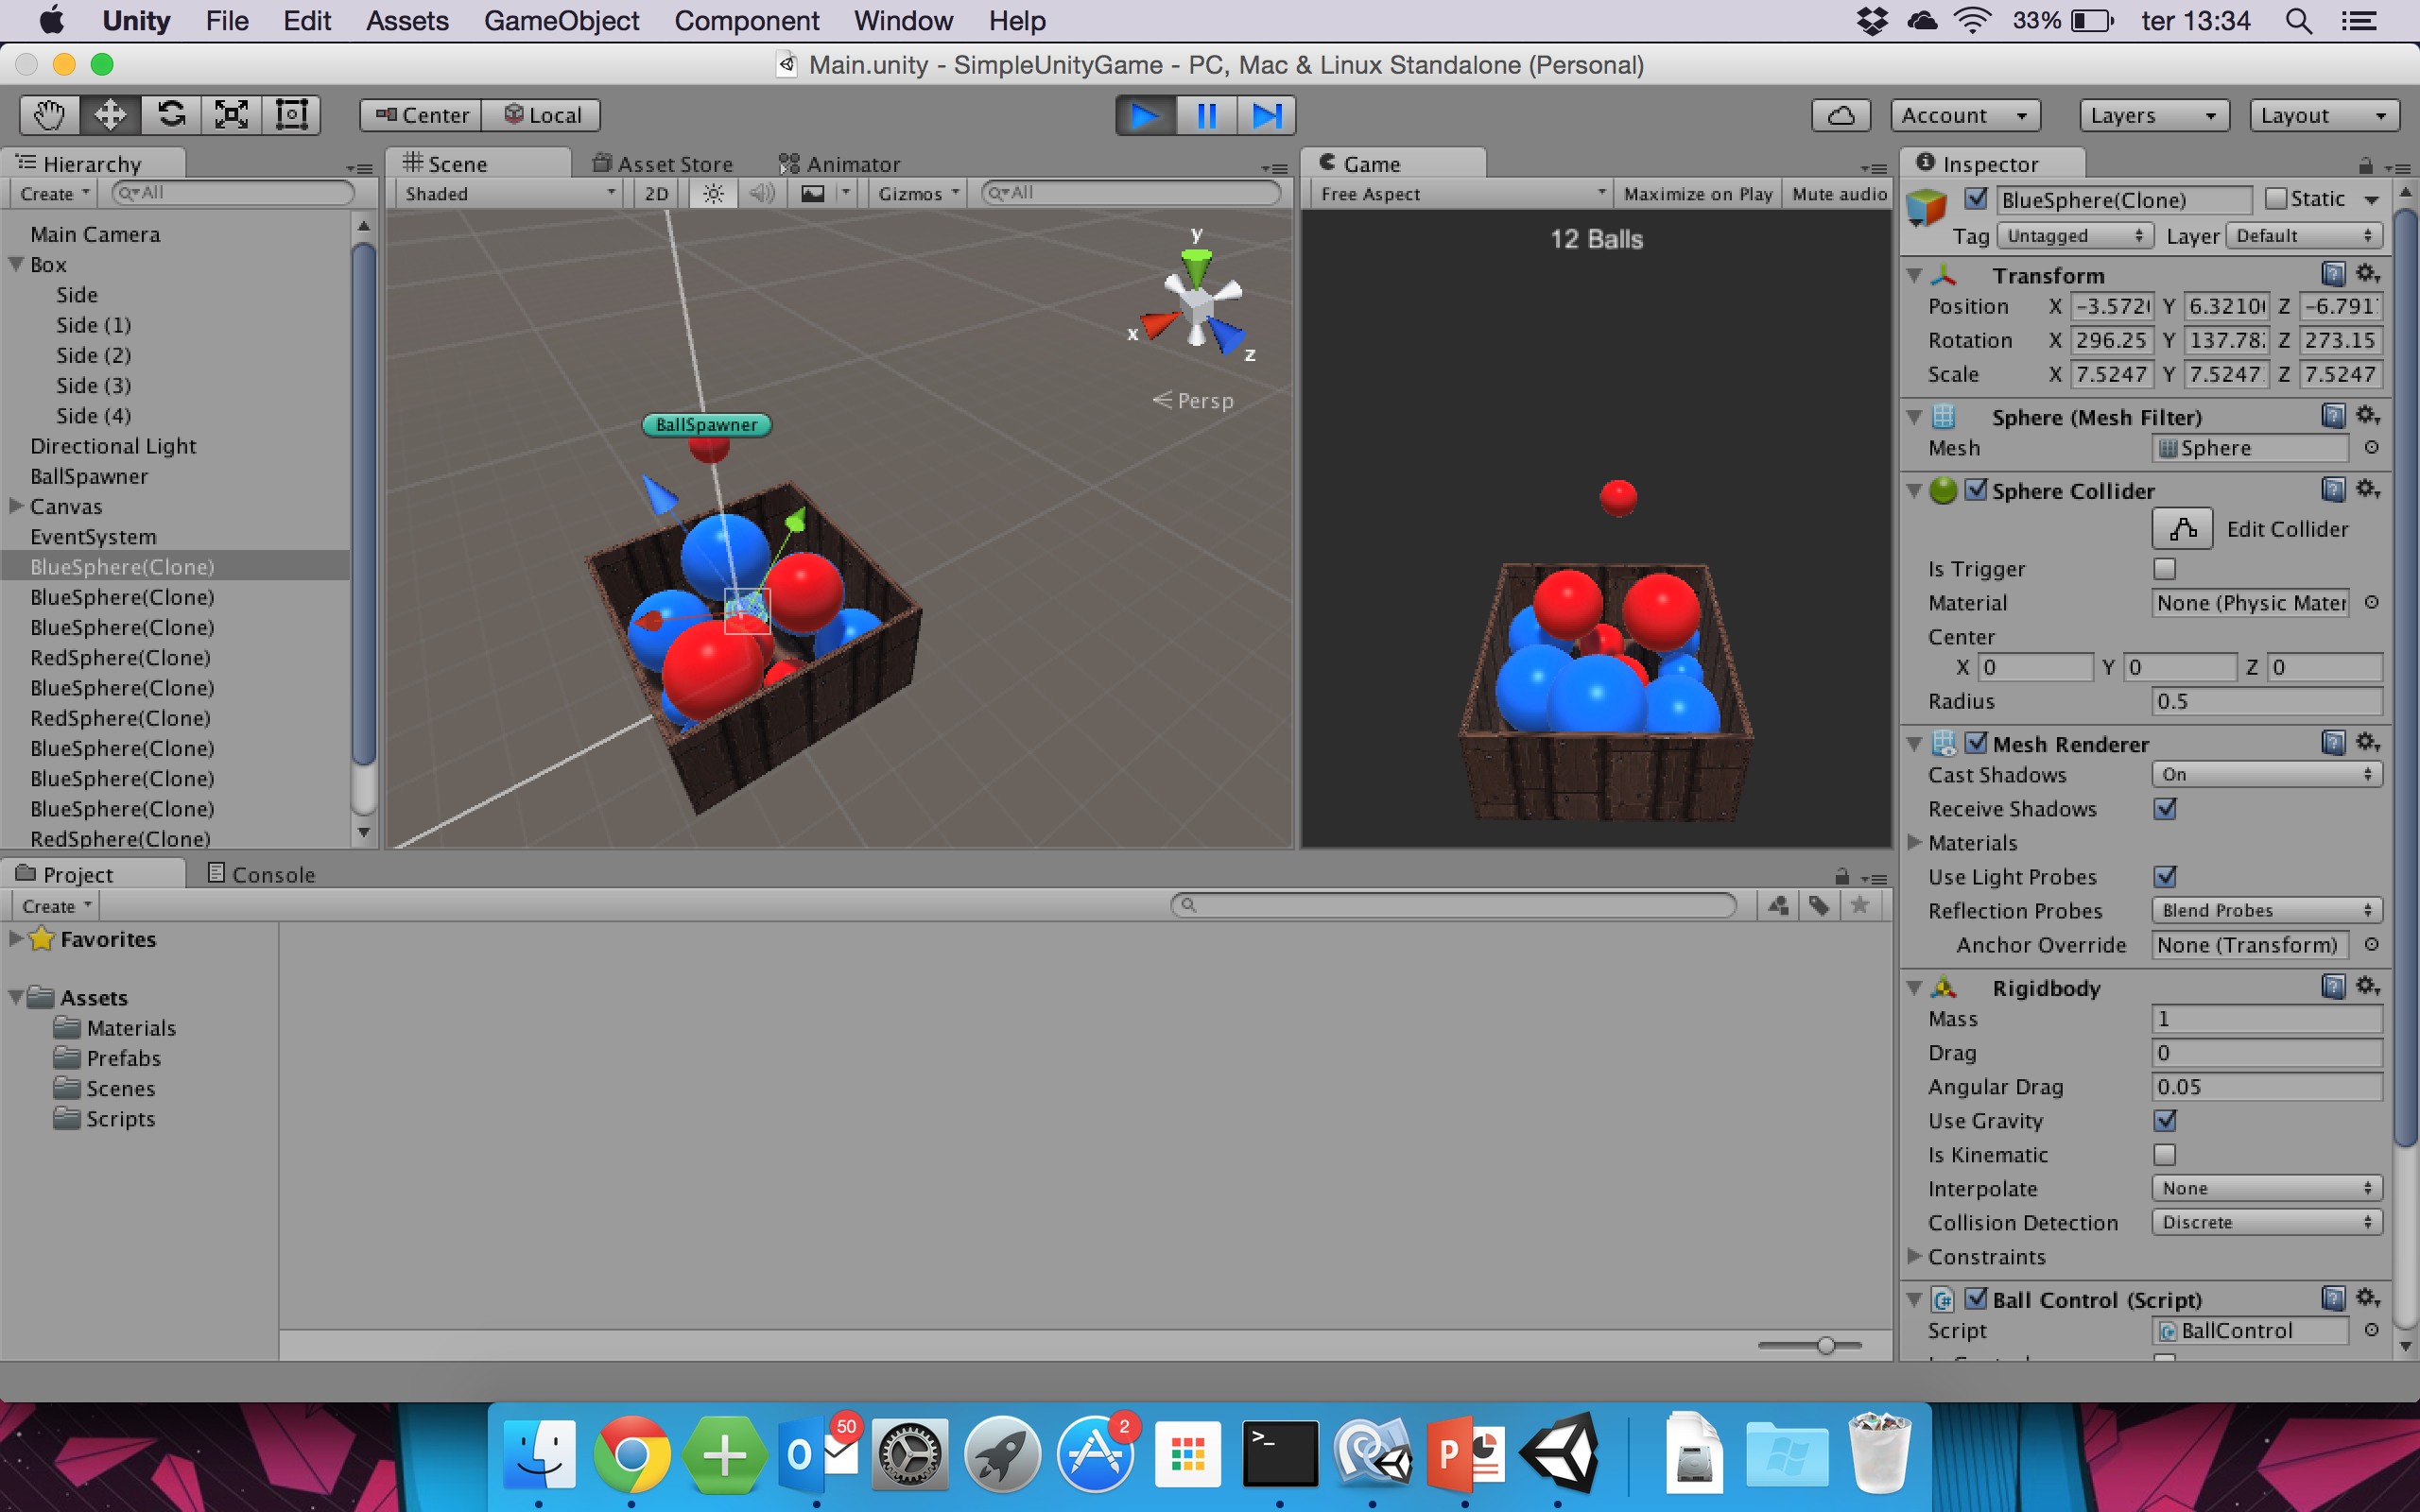 Unity File Edit Assets GameObject Component Window Help 33% ter 13:34
Main.unity - SimpleUnityGame - PC, Mac & Linux Standalone (Personal)
Center Local Account Layers Layout
Hierarchy
Create All
Main Camera
Box
Side
Side (1)
Side (2)
Side (3)
Side (4)
Directional Light
BallSpawner
Canvas
EventSystem
BlueSphere(Clone)
BlueSphere(Clone)
BlueSphere(Clone)
RedSphere(Clone)
BlueSphere(Clone)
RedSphere(Clone)
BlueSphere(Clone)
BlueSphere(Clone)
BlueSphere(Clone)
RedSphere(Clone)
Scene Asset Store Animator
Shaded 2D Gizmos All
y
x
z
Persp
BallSpawner
Game
Free Aspect Maximize on Play Mute audio
12 Balls
Inspector
BlueSphere(Clone) Static
Tag Untagged Layer Default
Transform
Position X -3.572 Y 6.3210 Z -6.791
Rotation X 296.25 Y 137.78 Z 273.15
Scale X 7.5247 Y 7.5247 Z 7.5247
Sphere (Mesh Filter)
Mesh Sphere
Sphere Collider
Edit Collider
Is Trigger
Material None (Physic Mater
Center
X 0 Y 0 Z 0
Radius 0.5
Mesh Renderer
Cast Shadows On
Receive Shadows
Materials
Use Light Probes
Reflection Probes Blend Probes
Anchor Override None (Transform)
Rigidbody
Mass 1
Drag 0
Angular Drag 0.05
Use Gravity
Is Kinematic
Interpolate None
Collision Detection Discrete
Constraints
Ball Control (Script)
Script BallControl
Project Console
Create
Favorites
Assets
Materials
Prefabs
Scenes
Scripts
50
2